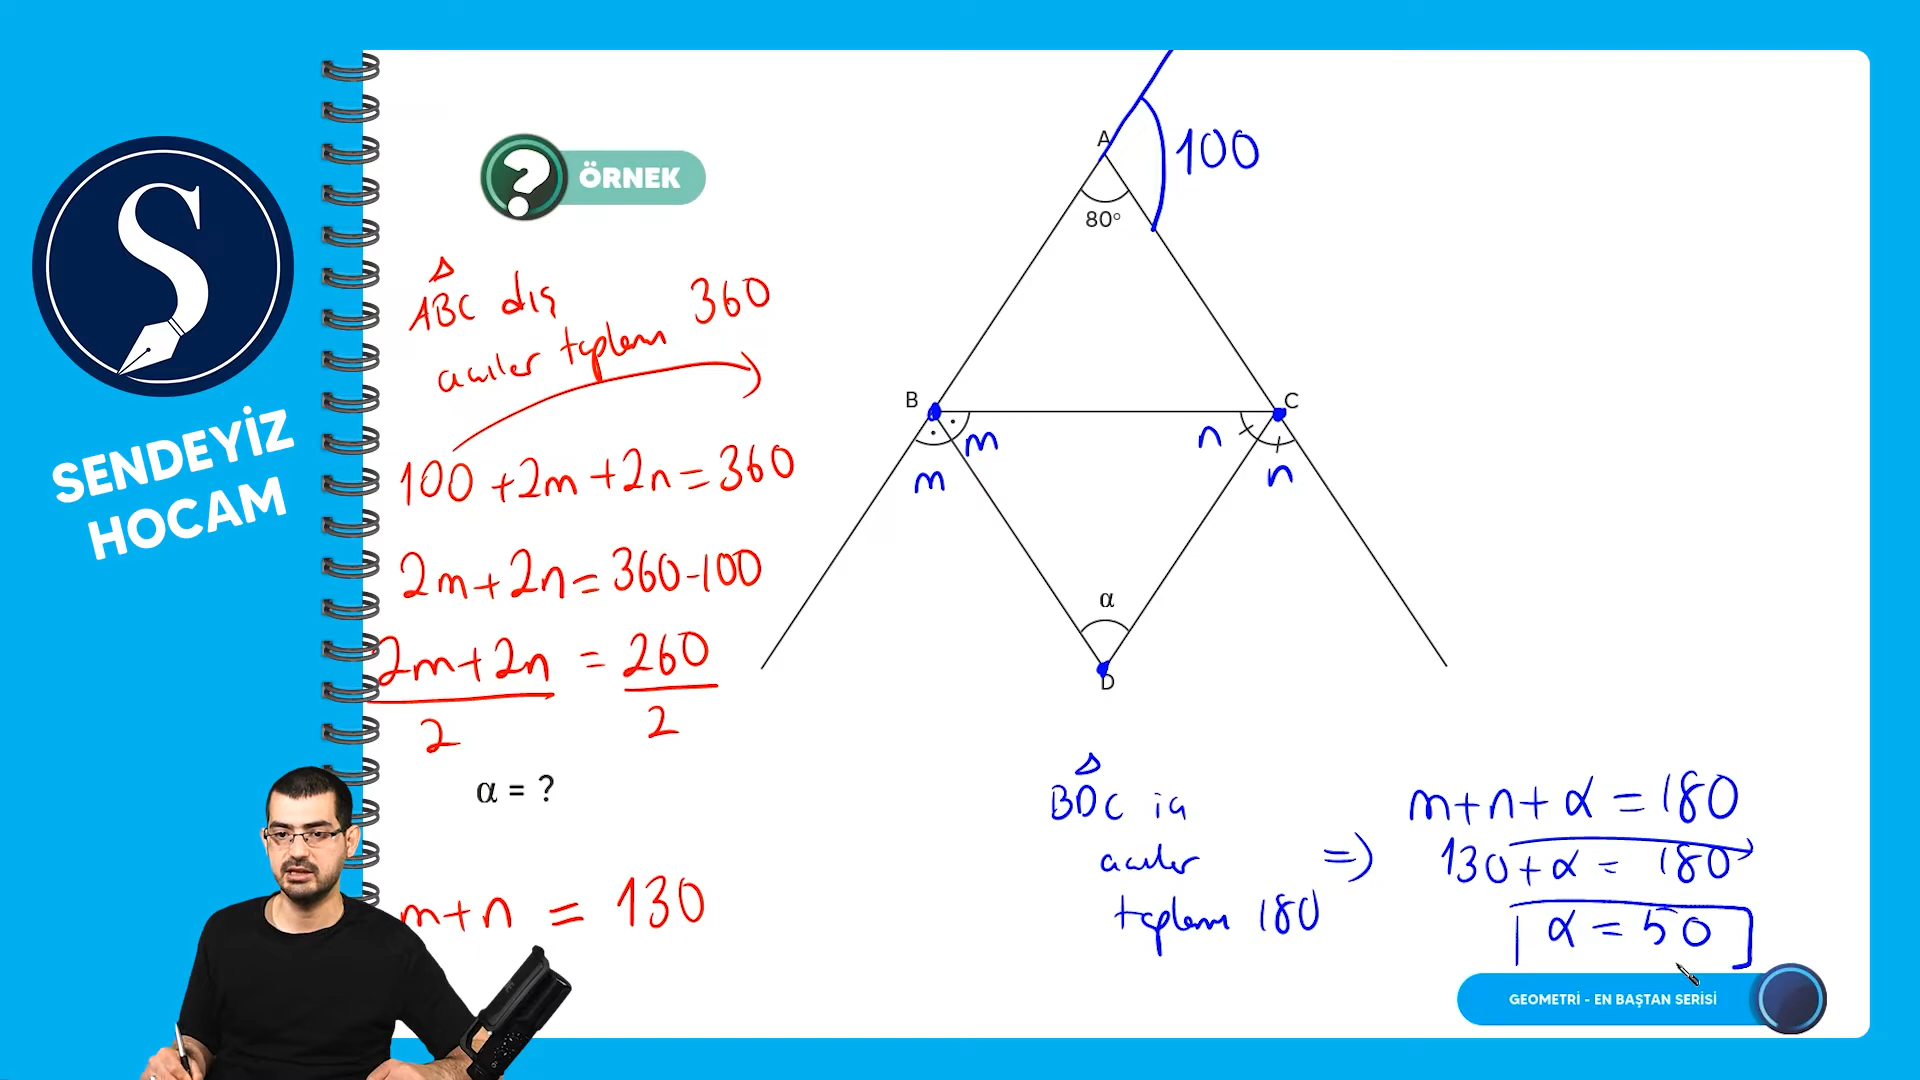 S
SENDEYİZ
HOCAM
? ÖRNEK
ABC dış
açılar toplamı 360
100 + 2m + 2n = 360
2m + 2n = 360 - 100
2m + 2n = 260
2 2
α = ?
m + n = 130
A
100
80°
B
C
m
n
m
n
α
D
BDC iç
açılar
toplamı 180
=>
m + n + α = 180
130 + α = 180
α = 50
GEOMETRİ - EN BAŞTAN SERİSİ